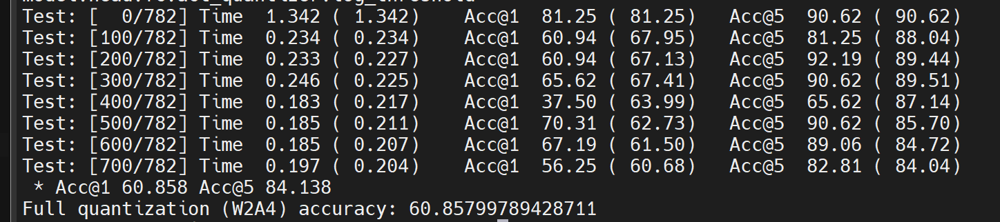 model.head.fc.act_quantizer.log_threshold
Test: [  0/782] Time  1.342 ( 1.342)    Acc@1  81.25 ( 81.25)   Acc@5  90.62 ( 90.62)
Test: [100/782] Time  0.234 ( 0.234)    Acc@1  60.94 ( 67.95)   Acc@5  81.25 ( 88.04)
Test: [200/782] Time  0.233 ( 0.227)    Acc@1  60.94 ( 67.13)   Acc@5  92.19 ( 89.44)
Test: [300/782] Time  0.246 ( 0.225)    Acc@1  65.62 ( 67.41)   Acc@5  90.62 ( 89.51)
Test: [400/782] Time  0.183 ( 0.217)    Acc@1  37.50 ( 63.99)   Acc@5  65.62 ( 87.14)
Test: [500/782] Time  0.185 ( 0.211)    Acc@1  70.31 ( 62.73)   Acc@5  90.62 ( 85.70)
Test: [600/782] Time  0.185 ( 0.207)    Acc@1  67.19 ( 61.50)   Acc@5  89.06 ( 84.72)
Test: [700/782] Time  0.197 ( 0.204)    Acc@1  56.25 ( 60.68)   Acc@5  82.81 ( 84.04)
 * Acc@1 60.858 Acc@5 84.138
Full quantization (W2A4) accuracy: 60.85799789428711